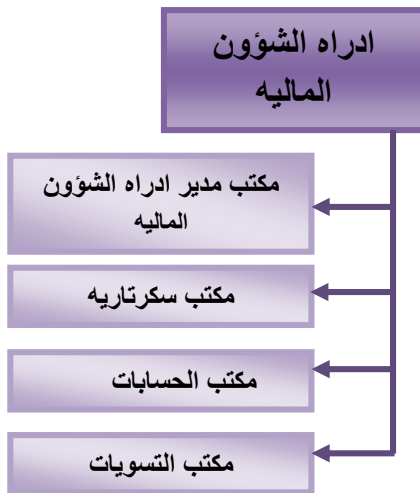 ادراه الشؤون
الماليه
مكتب مدير ادراه الشؤون
الماليه
مكتب سكرتاريه
مكتب الحسابات
مكتب التسويات